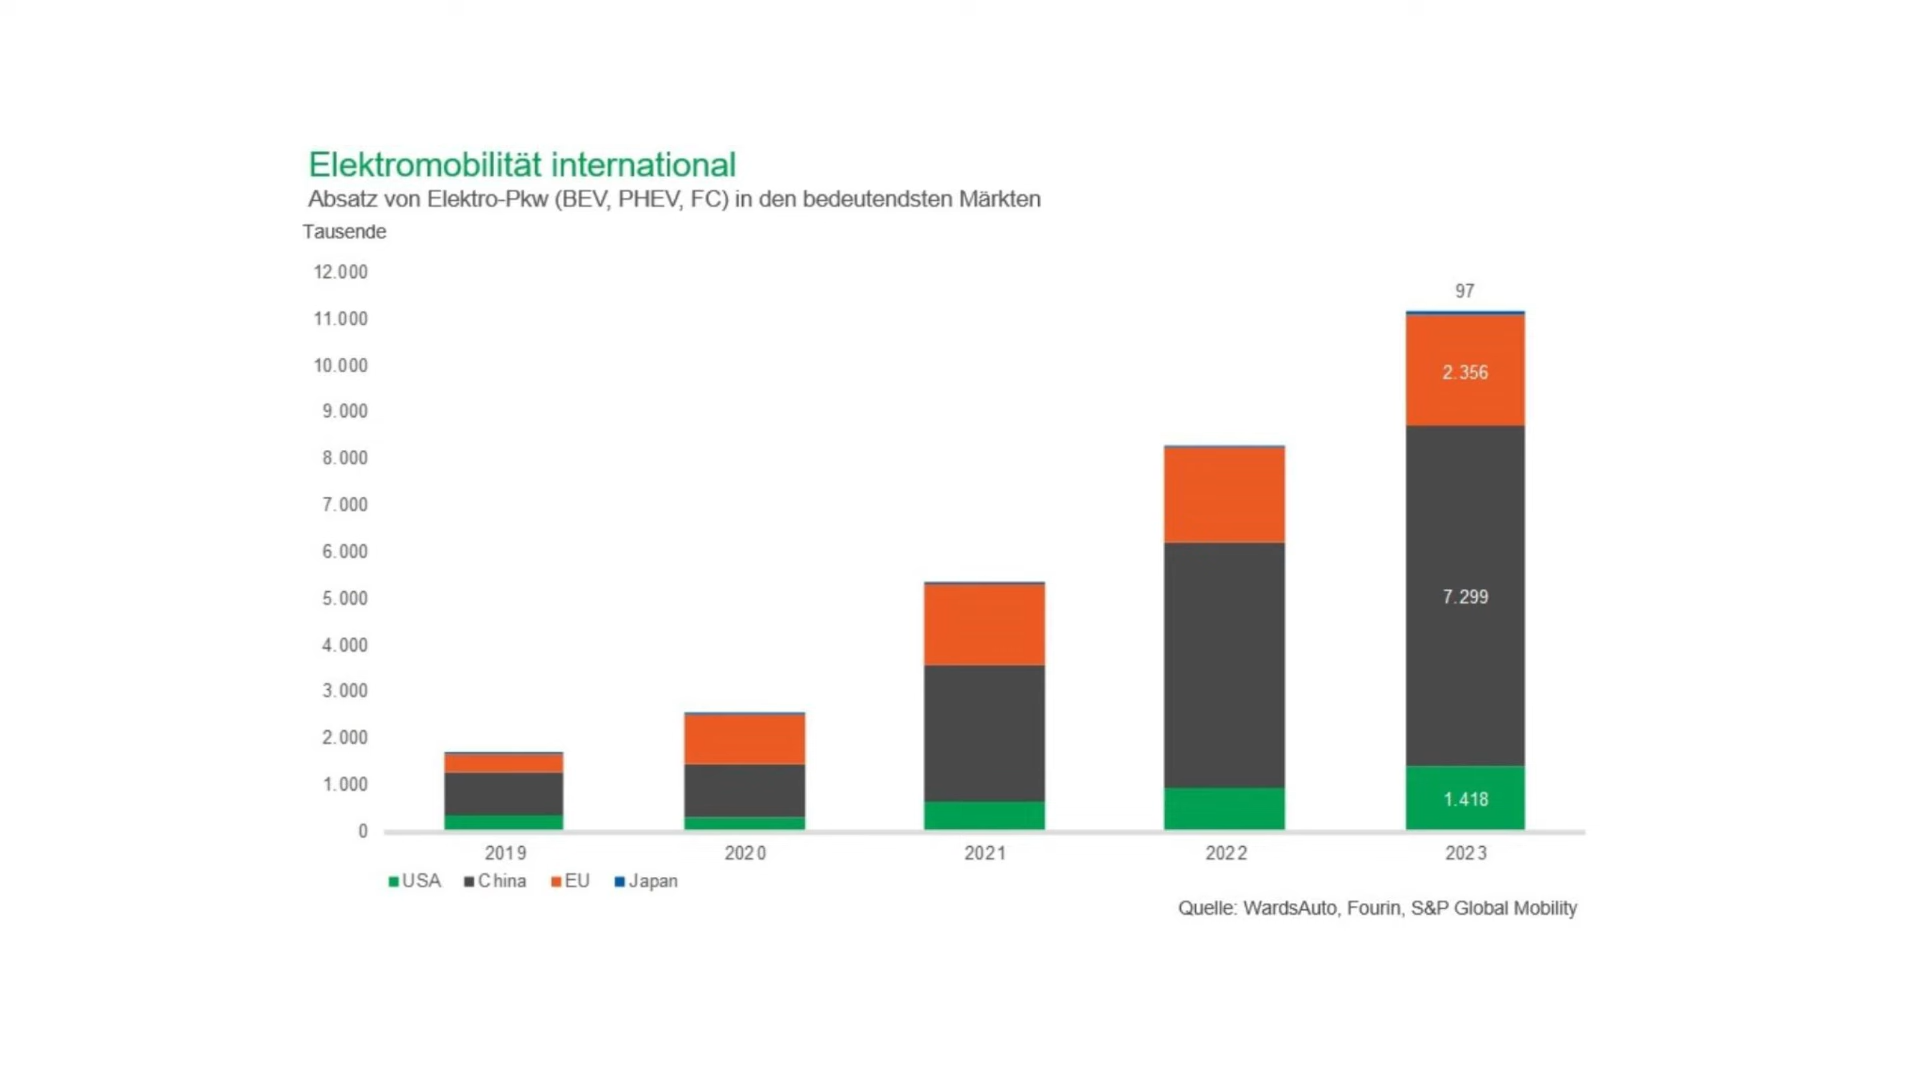 Elektromobilität international
Absatz von Elektro-Pkw (BEV, PHEV, FC) in den bedeutendsten Märkten
Tausende
12.000
11.000
10.000
9.000
8.000
7.000
6.000
5.000
4.000
3.000
2.000
1.000
0
97
2.356
7.299
1.418
2019 2020 2021 2022 2023
USA China EU Japan
Quelle: WardsAuto, Fourin, S&P Global Mobility